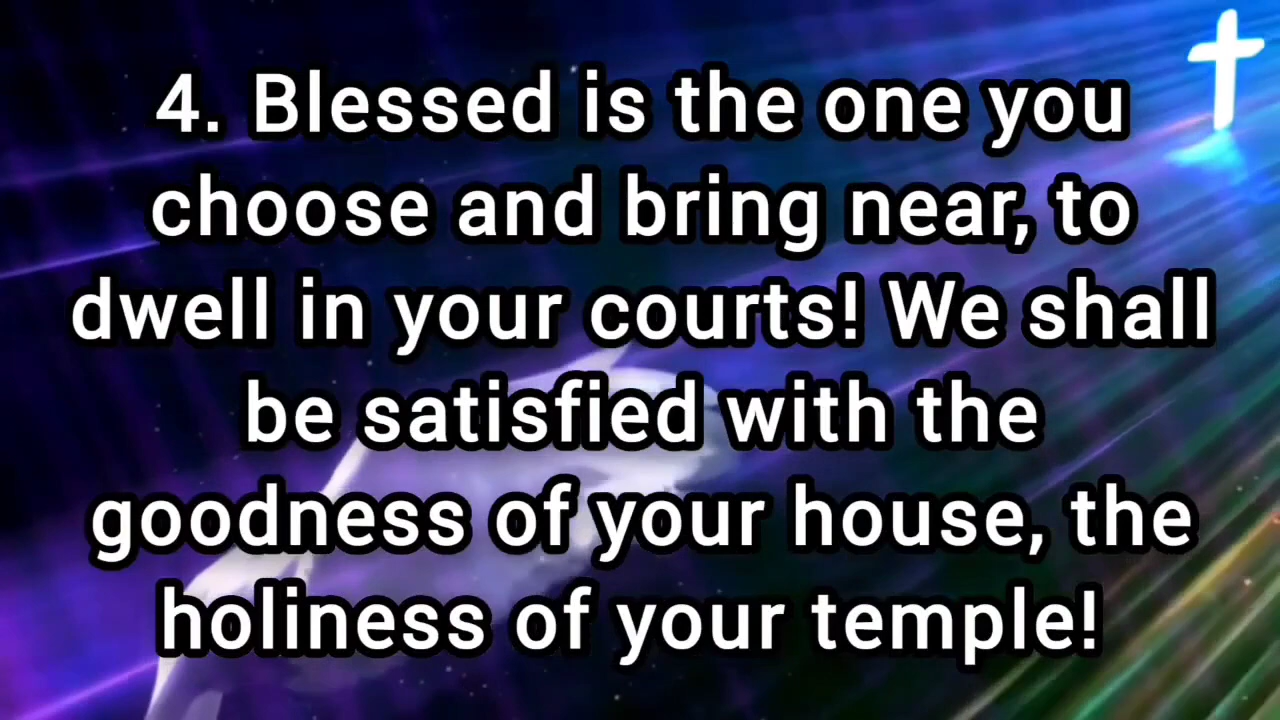 4. Blessed is the one you
choose and bring near, to
dwell in your courts! We shall
be satisfied with the
goodness of your house, the
holiness of your temple!